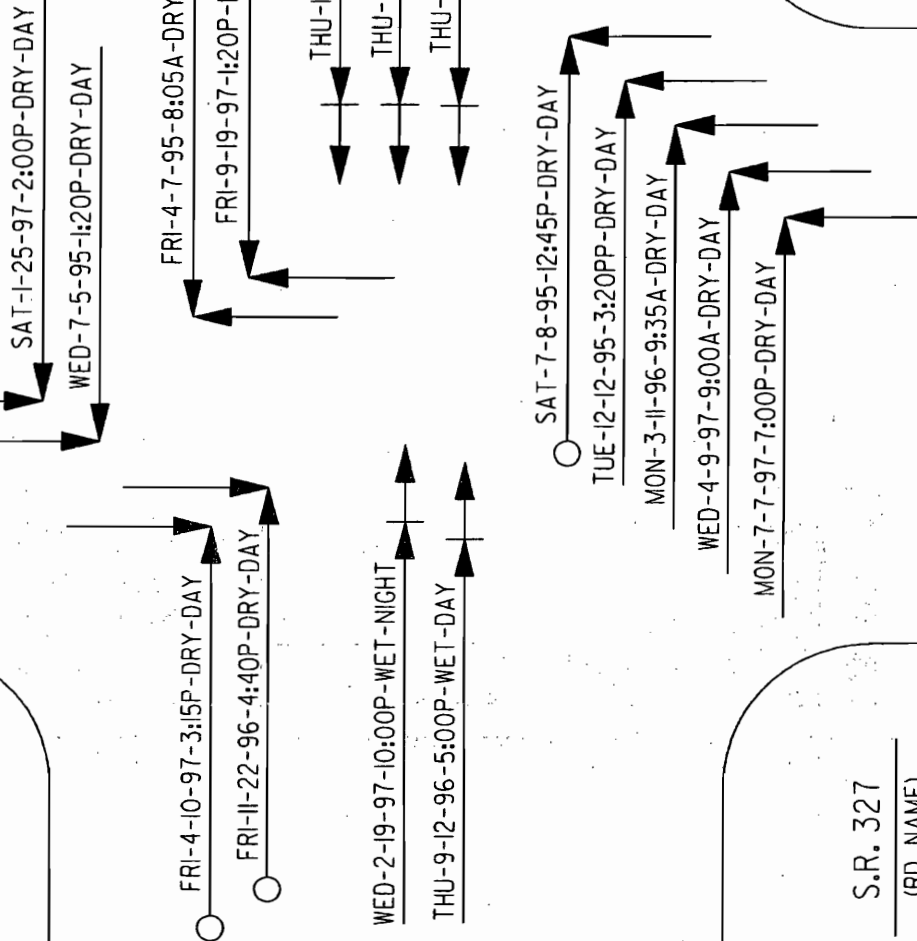 SAT-1-25-97-2:00P-DRY-DAY
WED-7-5-95-1:20P-DRY-DAY
FRI-4-7-95-8:05A-DRY
FRI-9-19-97-1:20P-
THU-
THU-
THU-
SAT-7-8-95-12:45P-DRY-DAY
TUE-12-12-95-3:20PP-DRY-DAY
MON-3-11-96-9:35A-DRY-DAY
WED-4-9-97-9:00A-DRY-DAY
MON-7-7-97-7:00P-DRY-DAY
FRI-4-10-97-3:15P-DRY-DAY
FRI-11-22-96-4:40P-DRY-DAY
WED-2-19-97-10:00P-WET-NIGHT
THU-9-12-96-5:00P-WET-DAY
S.R. 327
(RD. NAME)